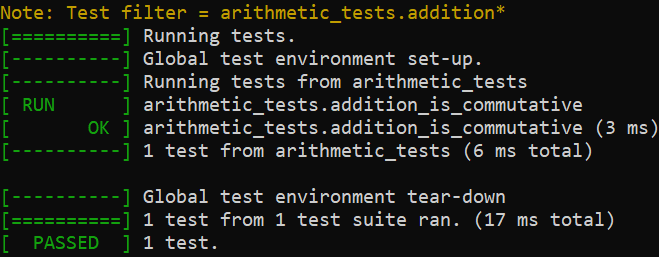 Note: Test filter = arithmetic_tests.addition*
[==========] Running tests.
[----------] Global test environment set-up.
[----------] Running tests from arithmetic_tests
[ RUN      ] arithmetic_tests.addition_is_commutative
[       OK ] arithmetic_tests.addition_is_commutative (3 ms)
[----------] 1 test from arithmetic_tests (6 ms total)

[----------] Global test environment tear-down
[==========] 1 test from 1 test suite ran. (17 ms total)
[  PASSED  ] 1 test.